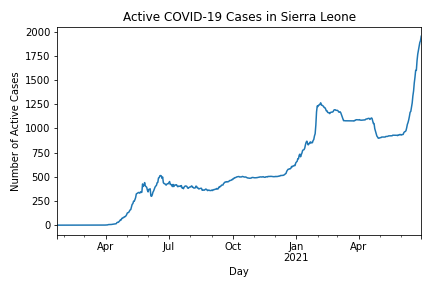 Active COVID-19 Cases in Sierra Leone
Number of Active Cases
2000
1750
1500
1250
1000
750
500
250
0
Apr
Jul
Oct
Jan
2021
Apr
Day